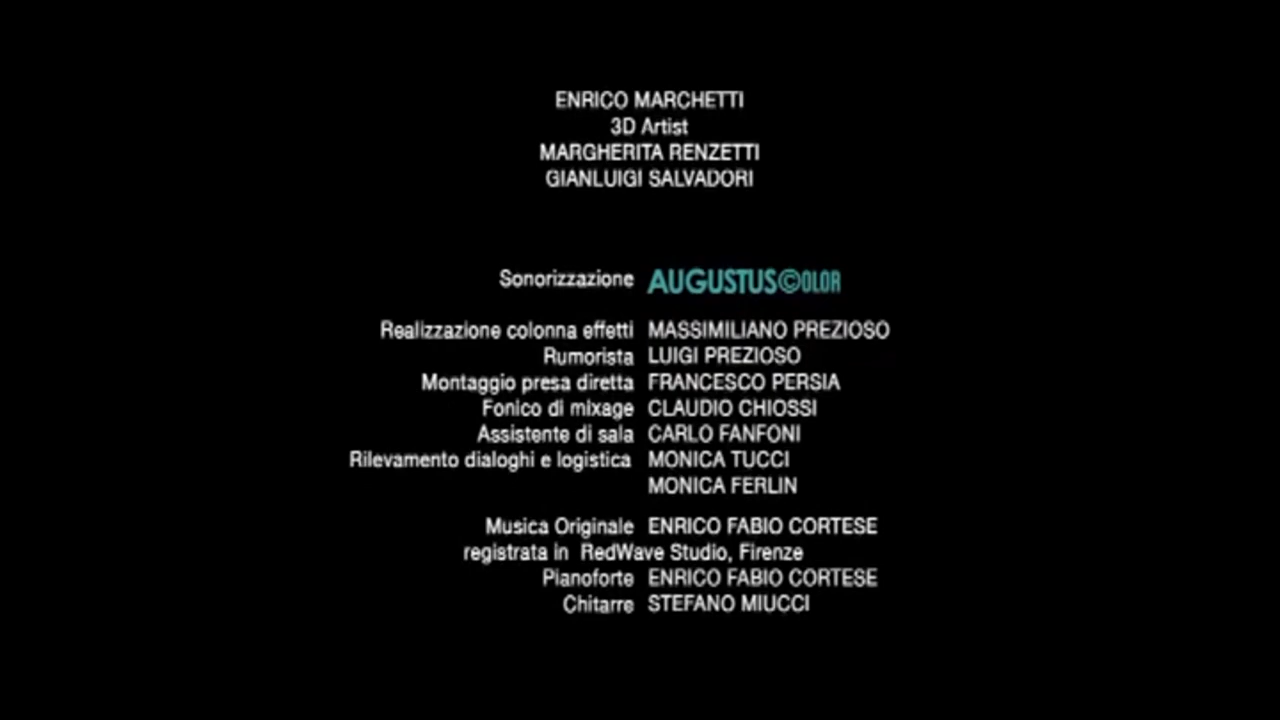 ENRICO MARCHETTI
3D Artist
MARGHERITA RENZETTI
GIANLUIGI SALVADORI
Sonorizzazione AUGUSTUS©OLOR
Realizzazione colonna effetti MASSIMILIANO PREZIOSO
Rumorista LUIGI PREZIOSO
Montaggio presa diretta FRANCESCO PERSIA
Fonico di mixage CLAUDIO CHIOSSI
Assistente di sala CARLO FANFONI
Rilevamento dialoghi e logistica MONICA TUCCI
MONICA FERLIN
Musica Originale ENRICO FABIO CORTESE
registrata in RedWave Studio, Firenze
Pianoforte ENRICO FABIO CORTESE
Chitarre STEFANO MIUCCI